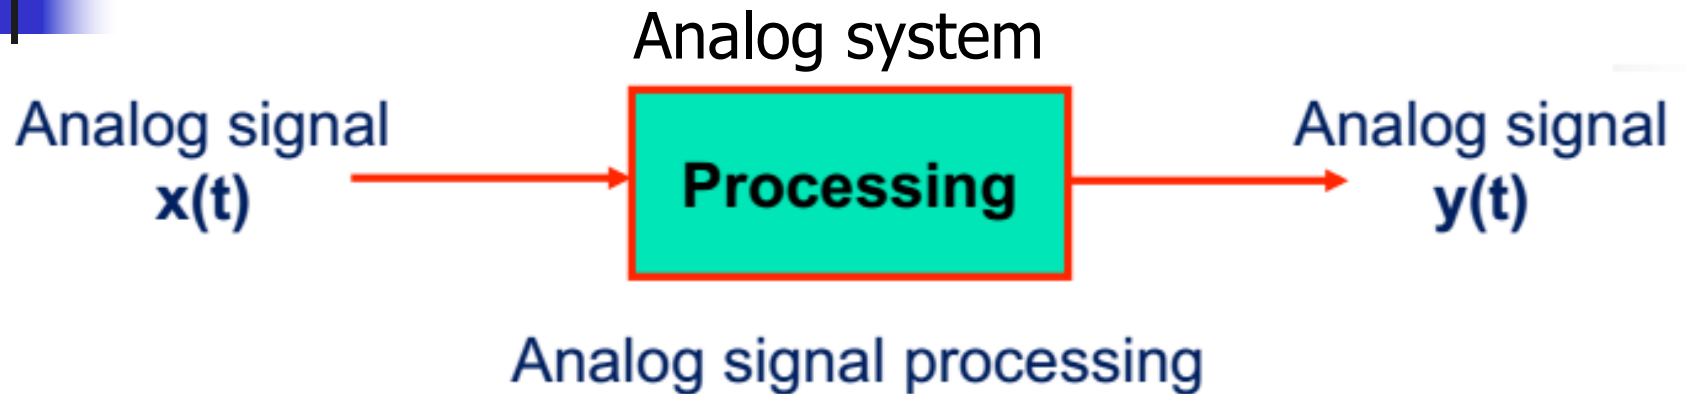 Analog system
Analog signal
x(t)
Processing
Analog signal
y(t)
Analog signal processing